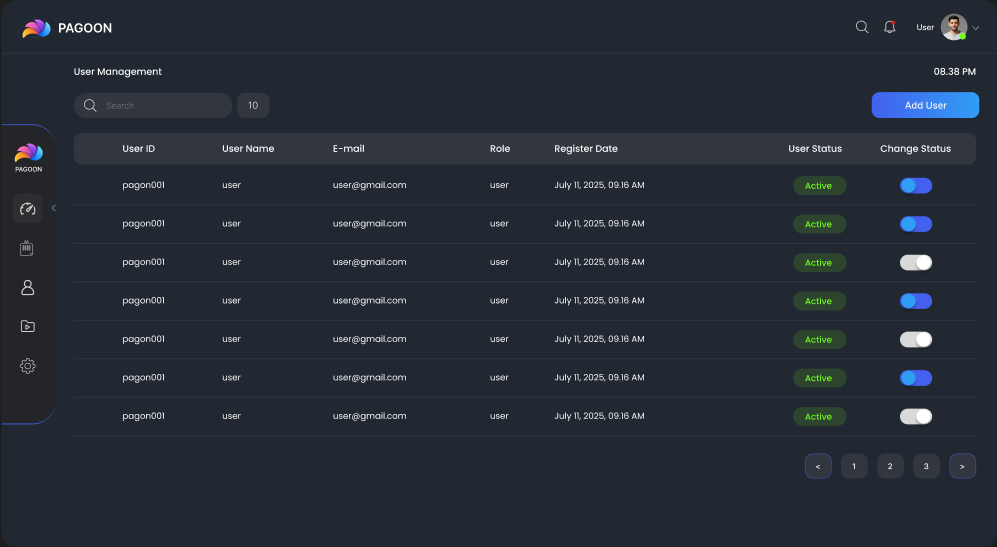 PAGOON
User
User Management
08.38 PM
Search
10
Add User
PAGOON
User ID User Name E-mail Role Register Date User Status Change Status
pagon001 user user@gmail.com user July 11, 2025, 09.16 AM Active
pagon001 user user@gmail.com user July 11, 2025, 09.16 AM Active
pagon001 user user@gmail.com user July 11, 2025, 09.16 AM Active
pagon001 user user@gmail.com user July 11, 2025, 09.16 AM Active
pagon001 user user@gmail.com user July 11, 2025, 09.16 AM Active
pagon001 user user@gmail.com user July 11, 2025, 09.16 AM Active
pagon001 user user@gmail.com user July 11, 2025, 09.16 AM Active
< 1 2 3 >